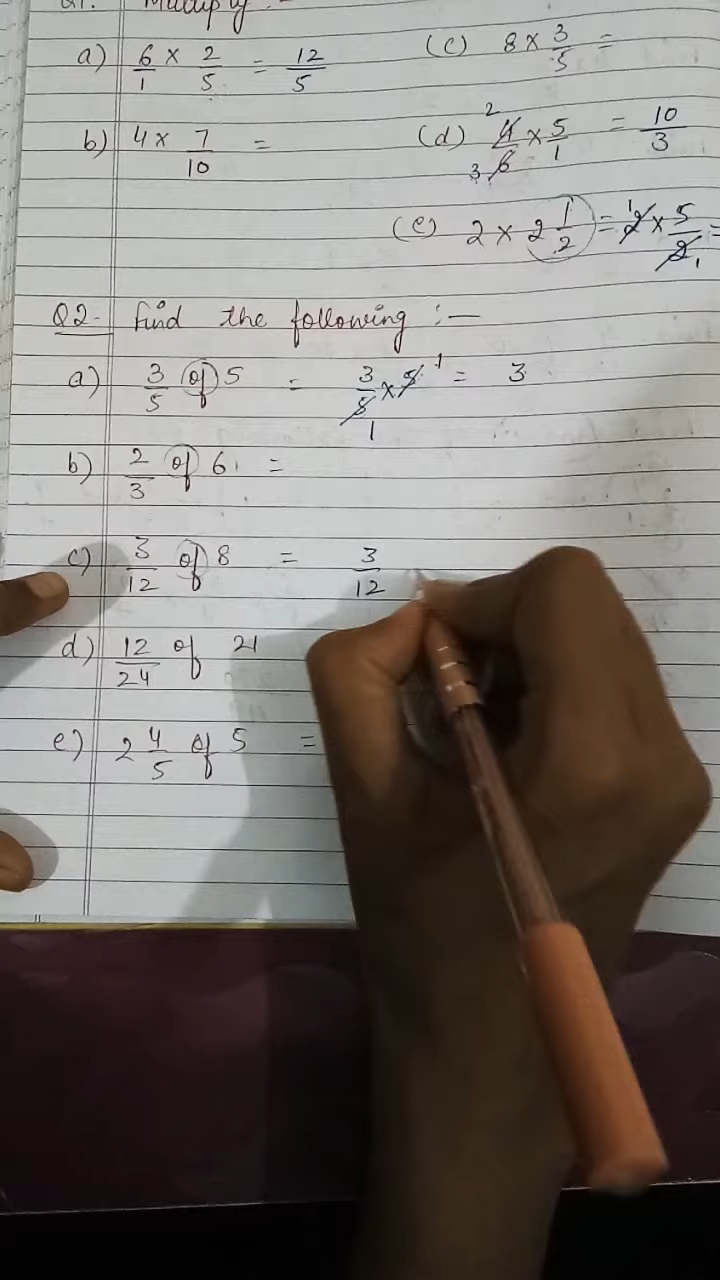 Q1. Multiply :-
a) 6/1 × 2/5 = 12/5 (c) 8 × 3/5 =
b) 4 × 7/10 = (d) 4/6 × 5/1 = 10/3
2
3
(e) 2 × 2 1/2 = 2 × 5/2 =
1
1
Q2. Find the following :—
a) 3/5 of 5 = 3/5 × 5 = 3
1
1
b) 2/3 of 6 =
c) 3/12 of 8 = 3/12
d) 12/24 of 21
e) 2 4/5 of 5 =